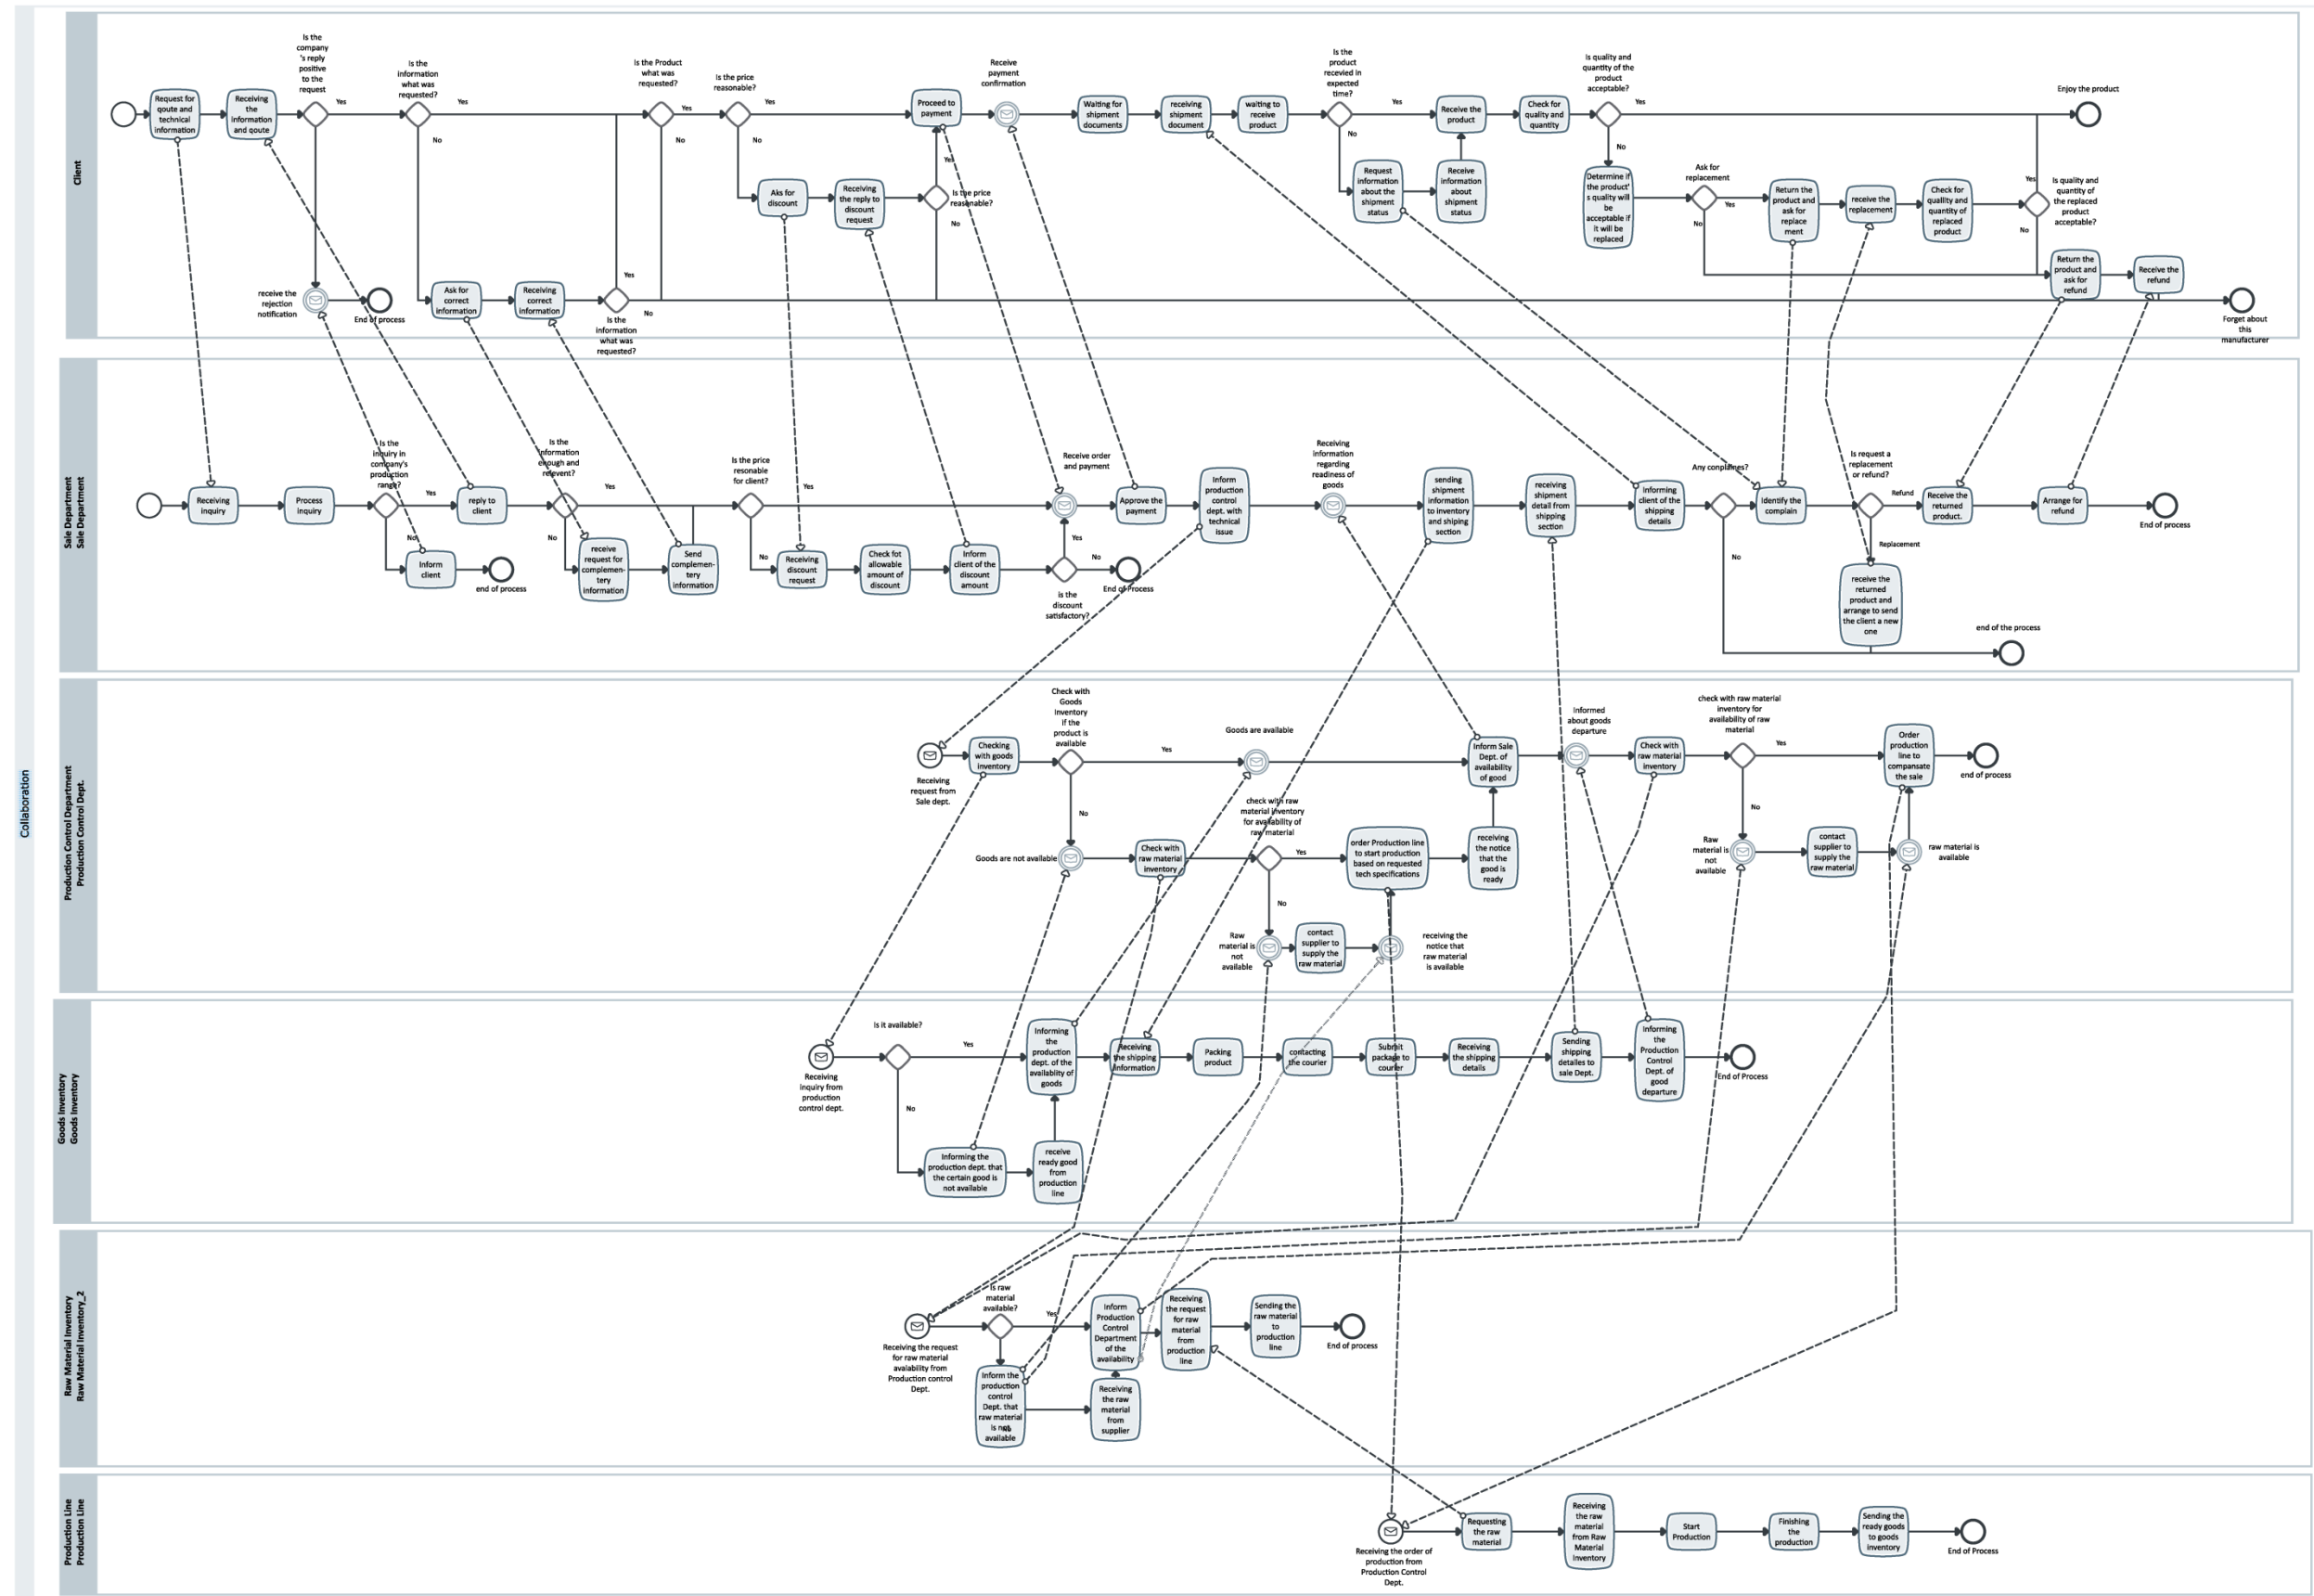 Collaboration
Client
Is the
company
's reply
positive
to the
request
Is the
information
what was
requested?
Is the Product
what was
requested?
Is the price
reasonable?
Receive
payment
confirmation
Is the
product
recevied in
expected
time?
Is quality and
quantity of the
product
acceptable?
Enjoy the product
Request for
qoute and
technical
information
Receiving
the
information
and qoute
Yes
Yes
Yes
Yes
Proceed to
payment
Waiting for
shipment
documents
receiving
shipment
document
waiting to
receive
product
Yes
Receive the
product
Check for
quality and
quantity
Yes
No
No
No
No
No
Yes
Aks for
discount
Receiving
the reply to
discount
request
Is the price
reasonable?
No
Request
information
about the
shipment
status
Receive
information
about
shipment
status
Determine if
the product'
s quality will
be
acceptable if
it will be
replaced
Ask for
replacement
Yes
No
Return the
product and
ask for
replace
ment
receive the
replacement
Check for
quallity and
quantity of
replaced
product
Yes
No
Is quality and
quantity of
the replaced
product
acceptable?
receive the
rejection
notification
End of process
Ask for
correct
information
Receiving
correct
information
Yes
No
Is the
information
what was
requested?
Return the
product and
ask for
refund
Receive the
refund
Forget about
this
manufacturer
Sale Department
Sale Department
Receiving
inquiry
Process
inquiry
Is the
inquiry in
company's
production
range?
Yes
No
reply to
client
Inform
client
end of process
Is the
information
enough and
relevent?
Yes
No
receive
request for
complemen-
tery
information
Send
complemen-
tery
information
Is the price
resonable
for client?
Yes
No
Receiving
discount
request
Check fot
allowable
amount of
discount
Inform
client of the
discount
amount
Receive order
and payment
Yes
No
is the
discount
satisfactory?
End of Process
Approve the
payment
Inform
production
control
dept. with
technical
issue
Receiving
information
regarding
readiness of
goods
sending
shipment
information
to inventory
and shiping
section
receiving
shipment
detail from
shipping
section
Informing
client of the
shipping
details
Any conplaines?
No
Identify the
complain
Is request a
replacement
or refund?
Refund
Replacement
Receive the
returned
product.
Arrange for
refund
End of process
receive the
returned
product and
arrange to send
the client a new
one
end of the process
Production Control Department
Production Control Dept.
Receiving
request from
Sale dept.
Checking
with goods
inventory
Check with
Goods
Inventory
if the
product is
available
Yes
No
Goods are available
Goods are not available
Check with
raw material
inventory
check with raw
material inventory
for availability of
raw material
Yes
No
order Production line
to start production
based on requested
tech specifications
receiving
the notice
that the
good is
ready
Inform Sale
Dept. of
availability
of good
Informed
about goods
departure
Check with
raw material
inventory
check with raw material
inventory for
availability of raw
material
Yes
No
Order
production
line to
compansate
the sale
end of process
Raw
material is
not
available
contact
supplier to
supply the
raw material
raw material is
available
Raw
material is
not
available
contact
supplier to
supply the
raw material
receiving the
notice that
raw material
is available
Goods Inventory
Goods Inventory
Receiving
inquiry from
production
control dept.
Is it available?
Yes
No
Informing
the
production
dept. of the
availablity of
goods
Receiving
the shipping
information
Packing
product
contacting
the courier
Submit
package to
courier
Receiving
the shipping
details
Sending
shipping
detailes to
sale Dept.
Informing
the
Production
Control
Dept. of
good
departure
End of Process
Informing the
production dept. that
the certain good is
not available
receive
ready good
from
production
line
Raw Material Inventory
Raw Material Inventory_2
Receiving the request
for raw material
avalability from
Production control
Dept.
Is raw
material
available?
Yes
No
Inform
Production
Control
Department
of the
availability
Receiving
the request
for raw
material
from
production
line
Sending the
raw material
to
production
line
End of process
Inform the
production
control
Dept. that
raw material
is not
available
Receiving
the raw
material
from
supplier
Production Line
Production Line
Receiving the order of
production from
Production Control
Dept.
Requesting
the raw
material
Receiving
the raw
material
from Raw
Material
Inventory
Start
Production
Finishing
the
production
Sending the
ready goods
to goods
inventory
End of Process